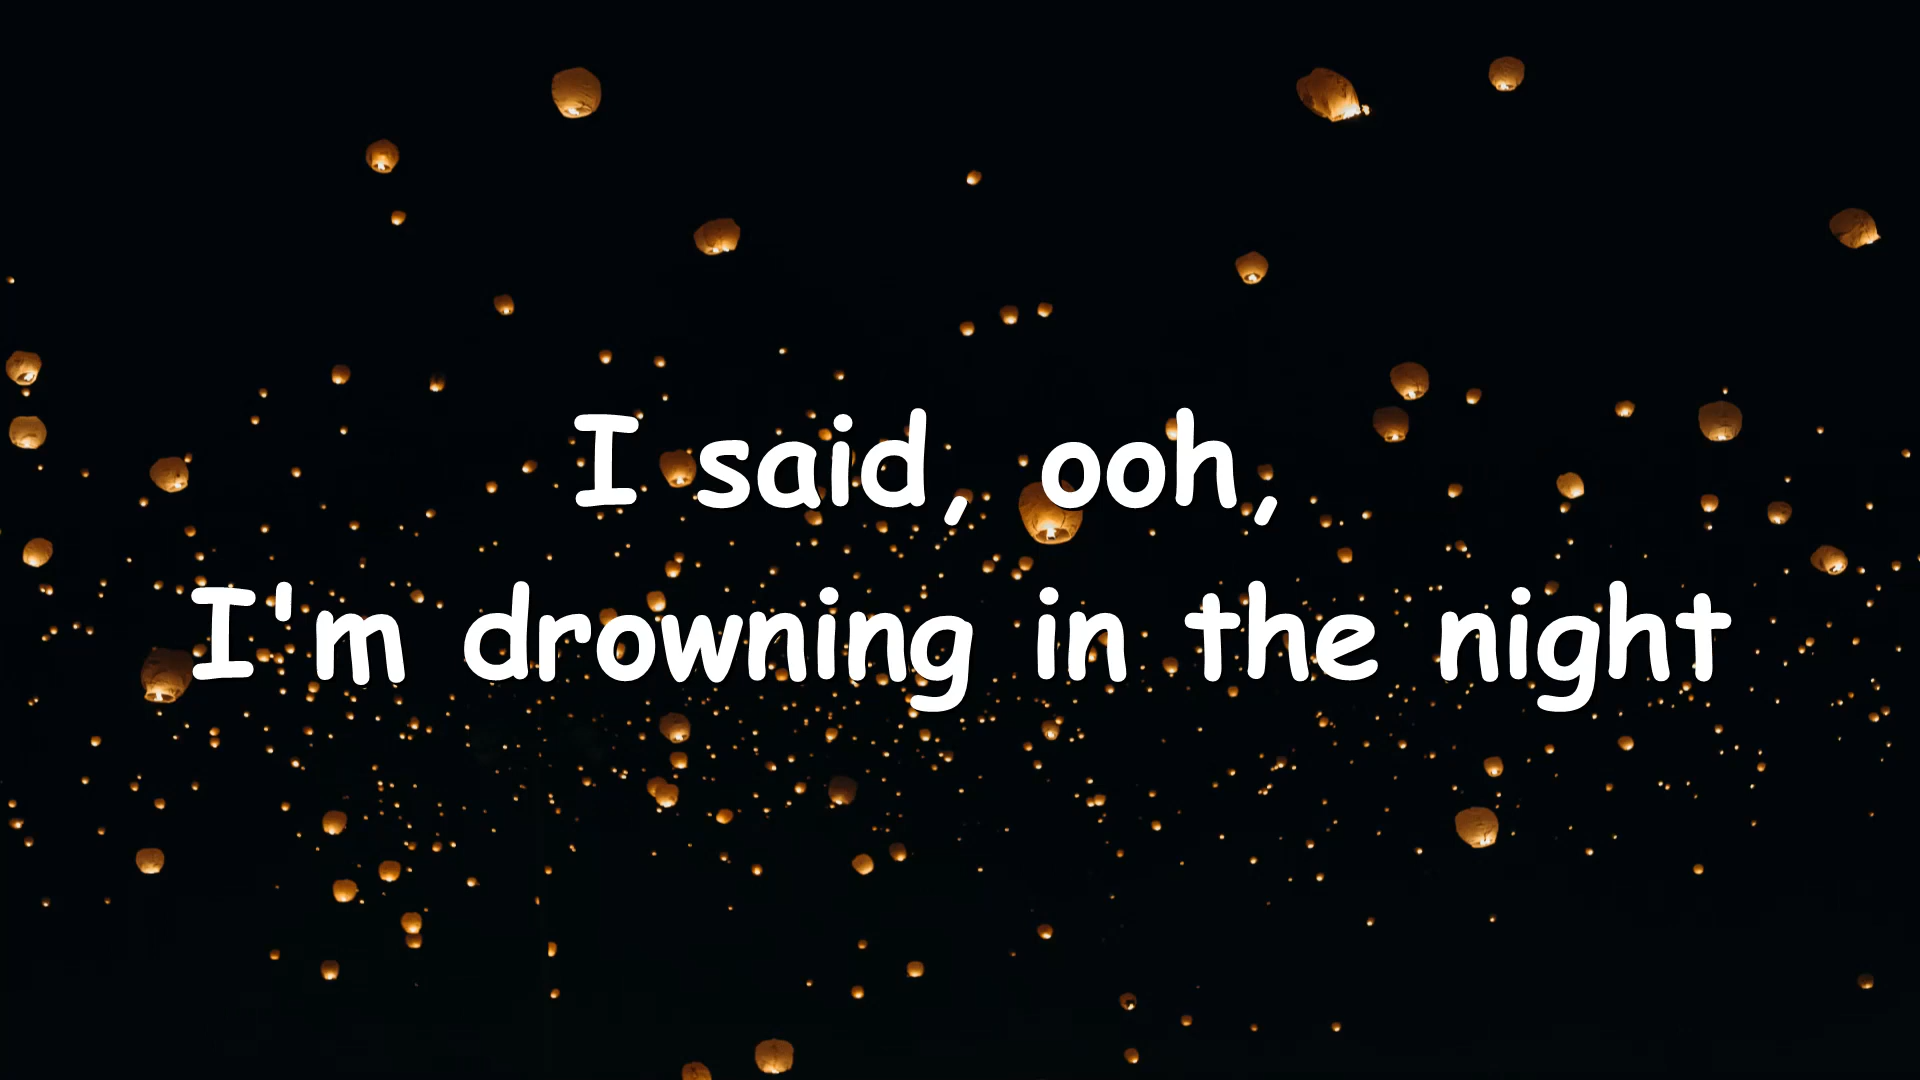 I said, ooh,
I'm drowning in the night